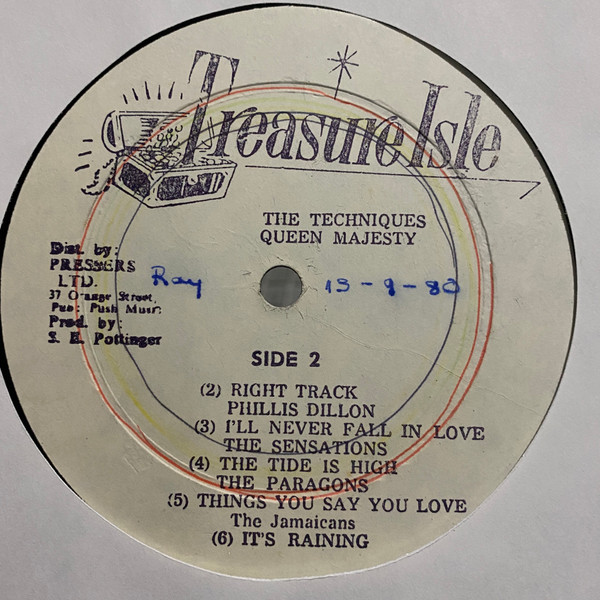 Treasure Isle
THE TECHNIQUES
QUEEN MAJESTY
Dist. by:
PRESSERS
LTD.
37 Orange Street,
Pub: Push Music
Prod. by:
S. E. Pottinger
Roy 13-9-80
SIDE 2
(2) RIGHT TRACK
PHILLIS DILLON
(3) I'LL NEVER FALL IN LOVE
THE SENSATIONS
(4) THE TIDE IS HIGH
THE PARAGONS
(5) THINGS YOU SAY YOU LOVE
The Jamaicans
(6) IT'S RAINING